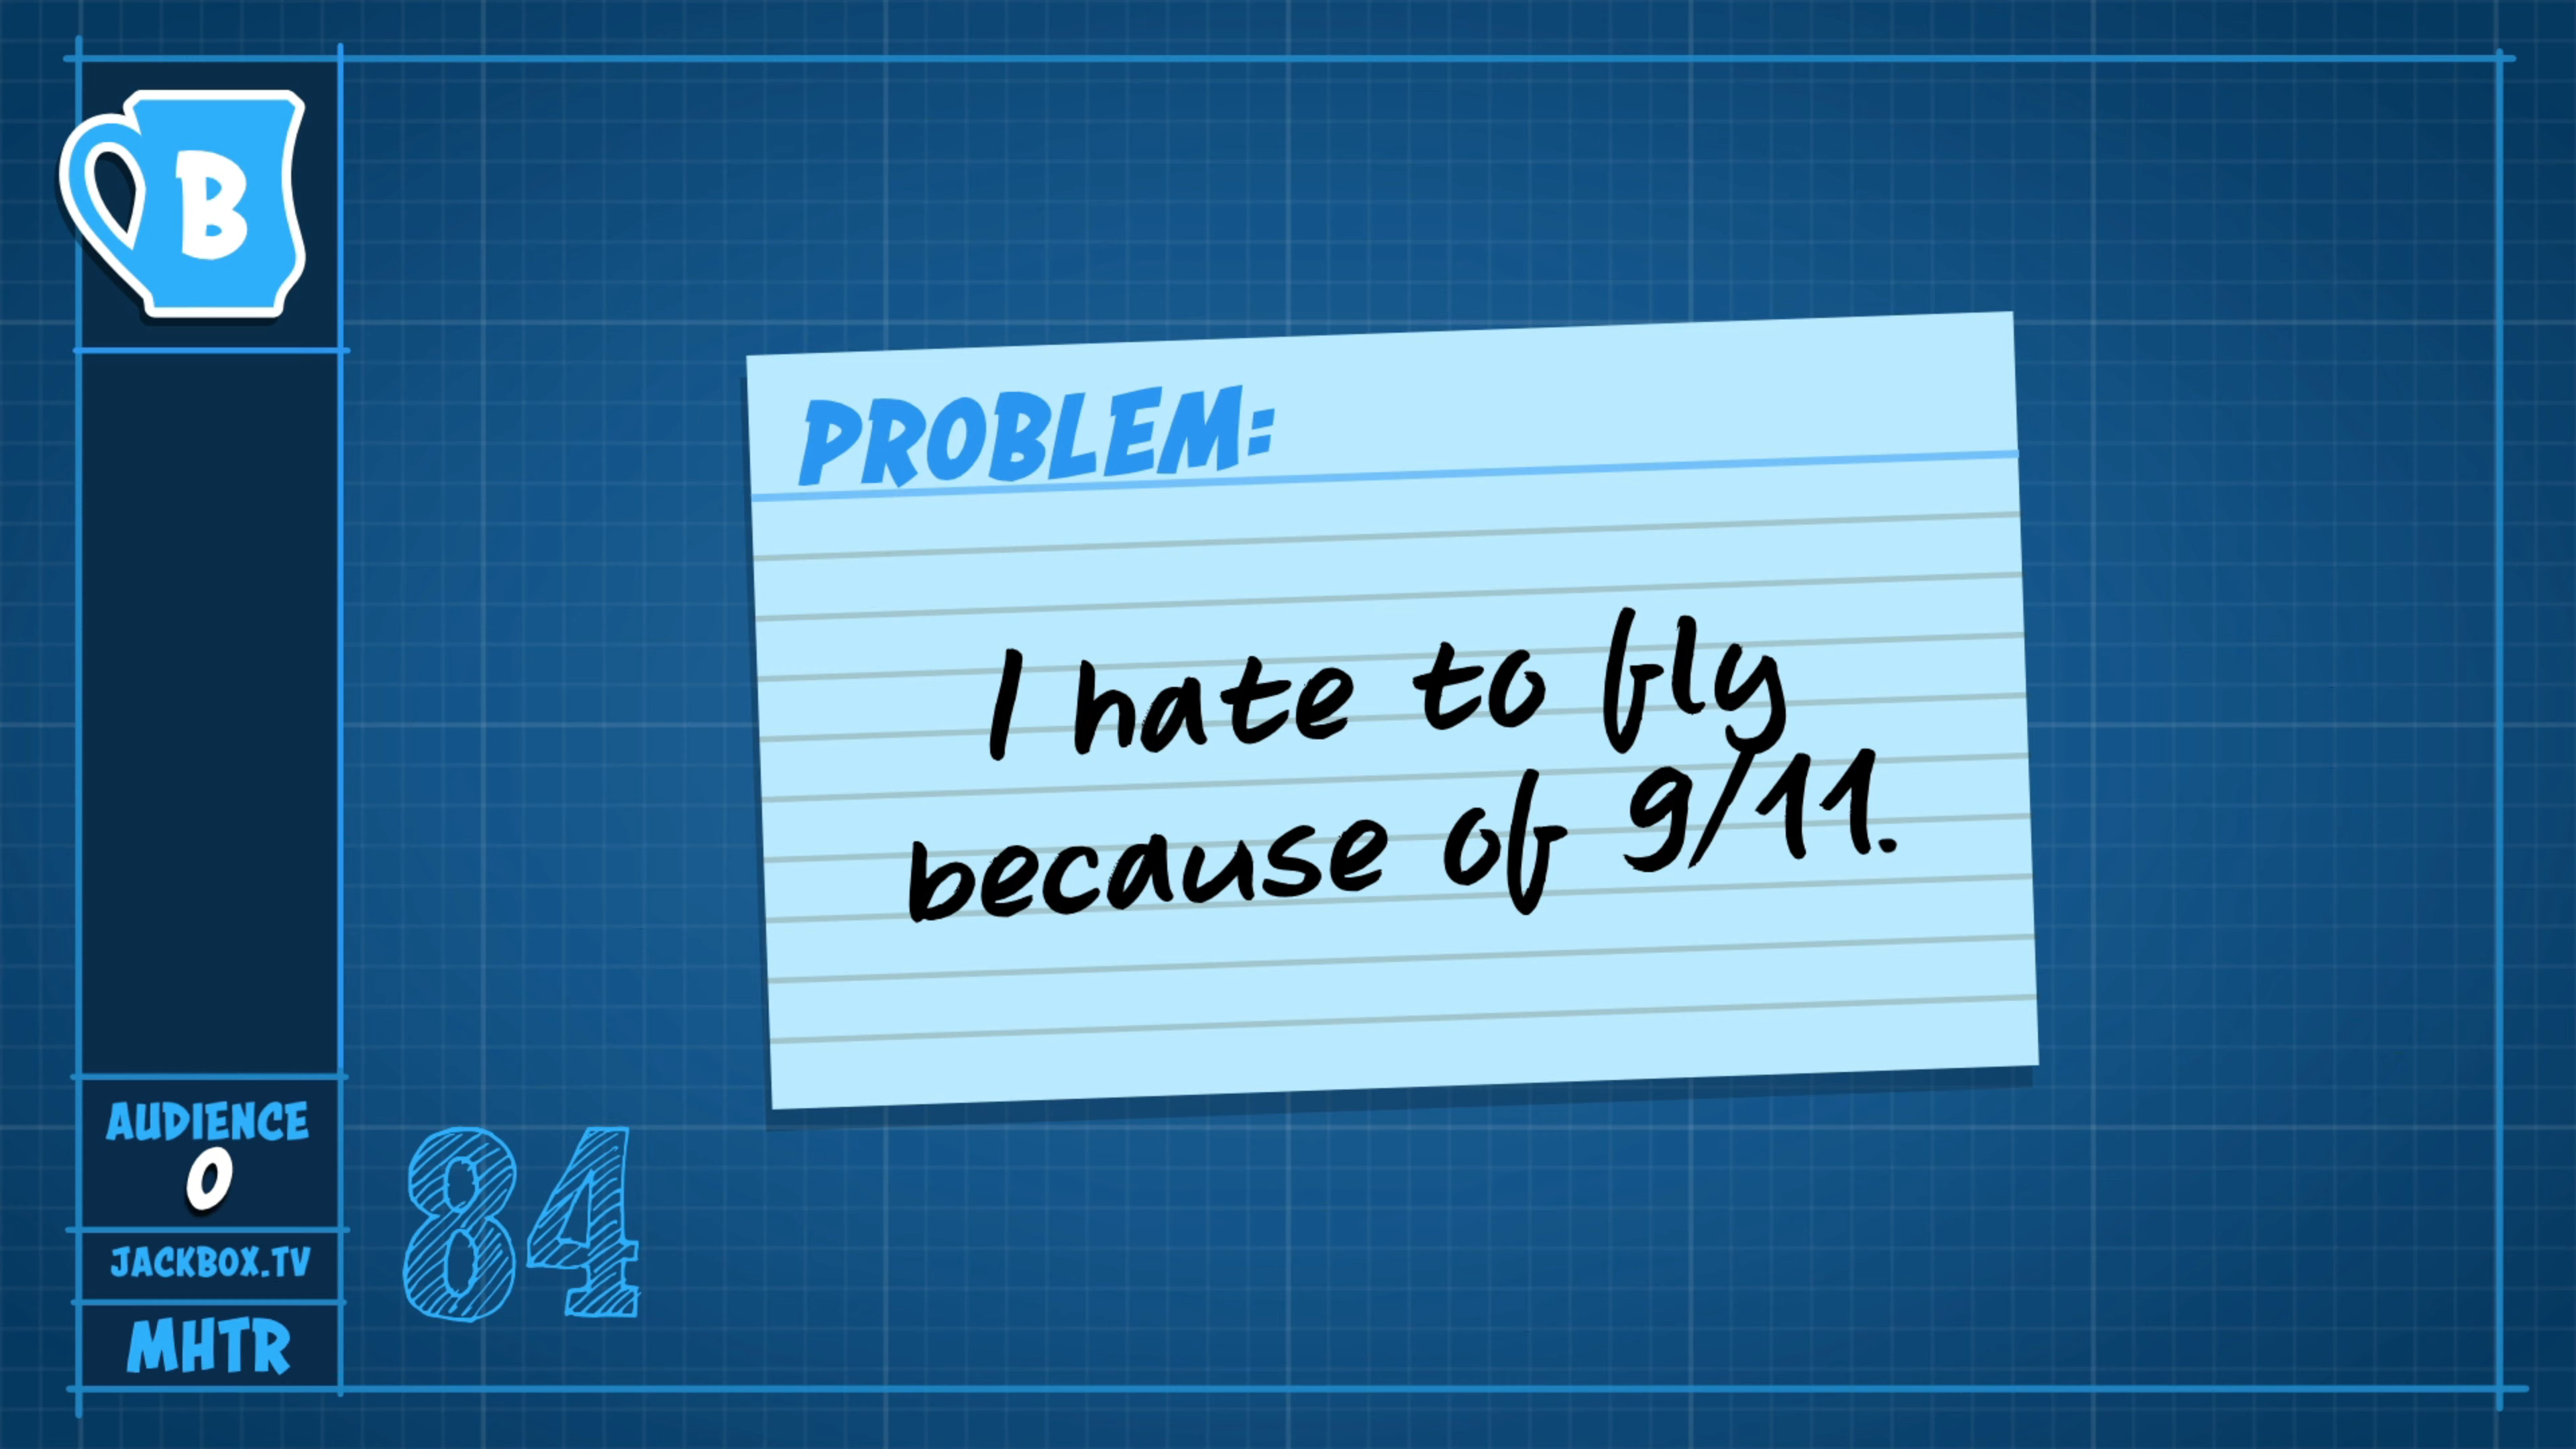 B
PROBLEM:
I hate to fly
because of 9/11.
AUDIENCE
0
JACKBOX.TV
MHTR
84